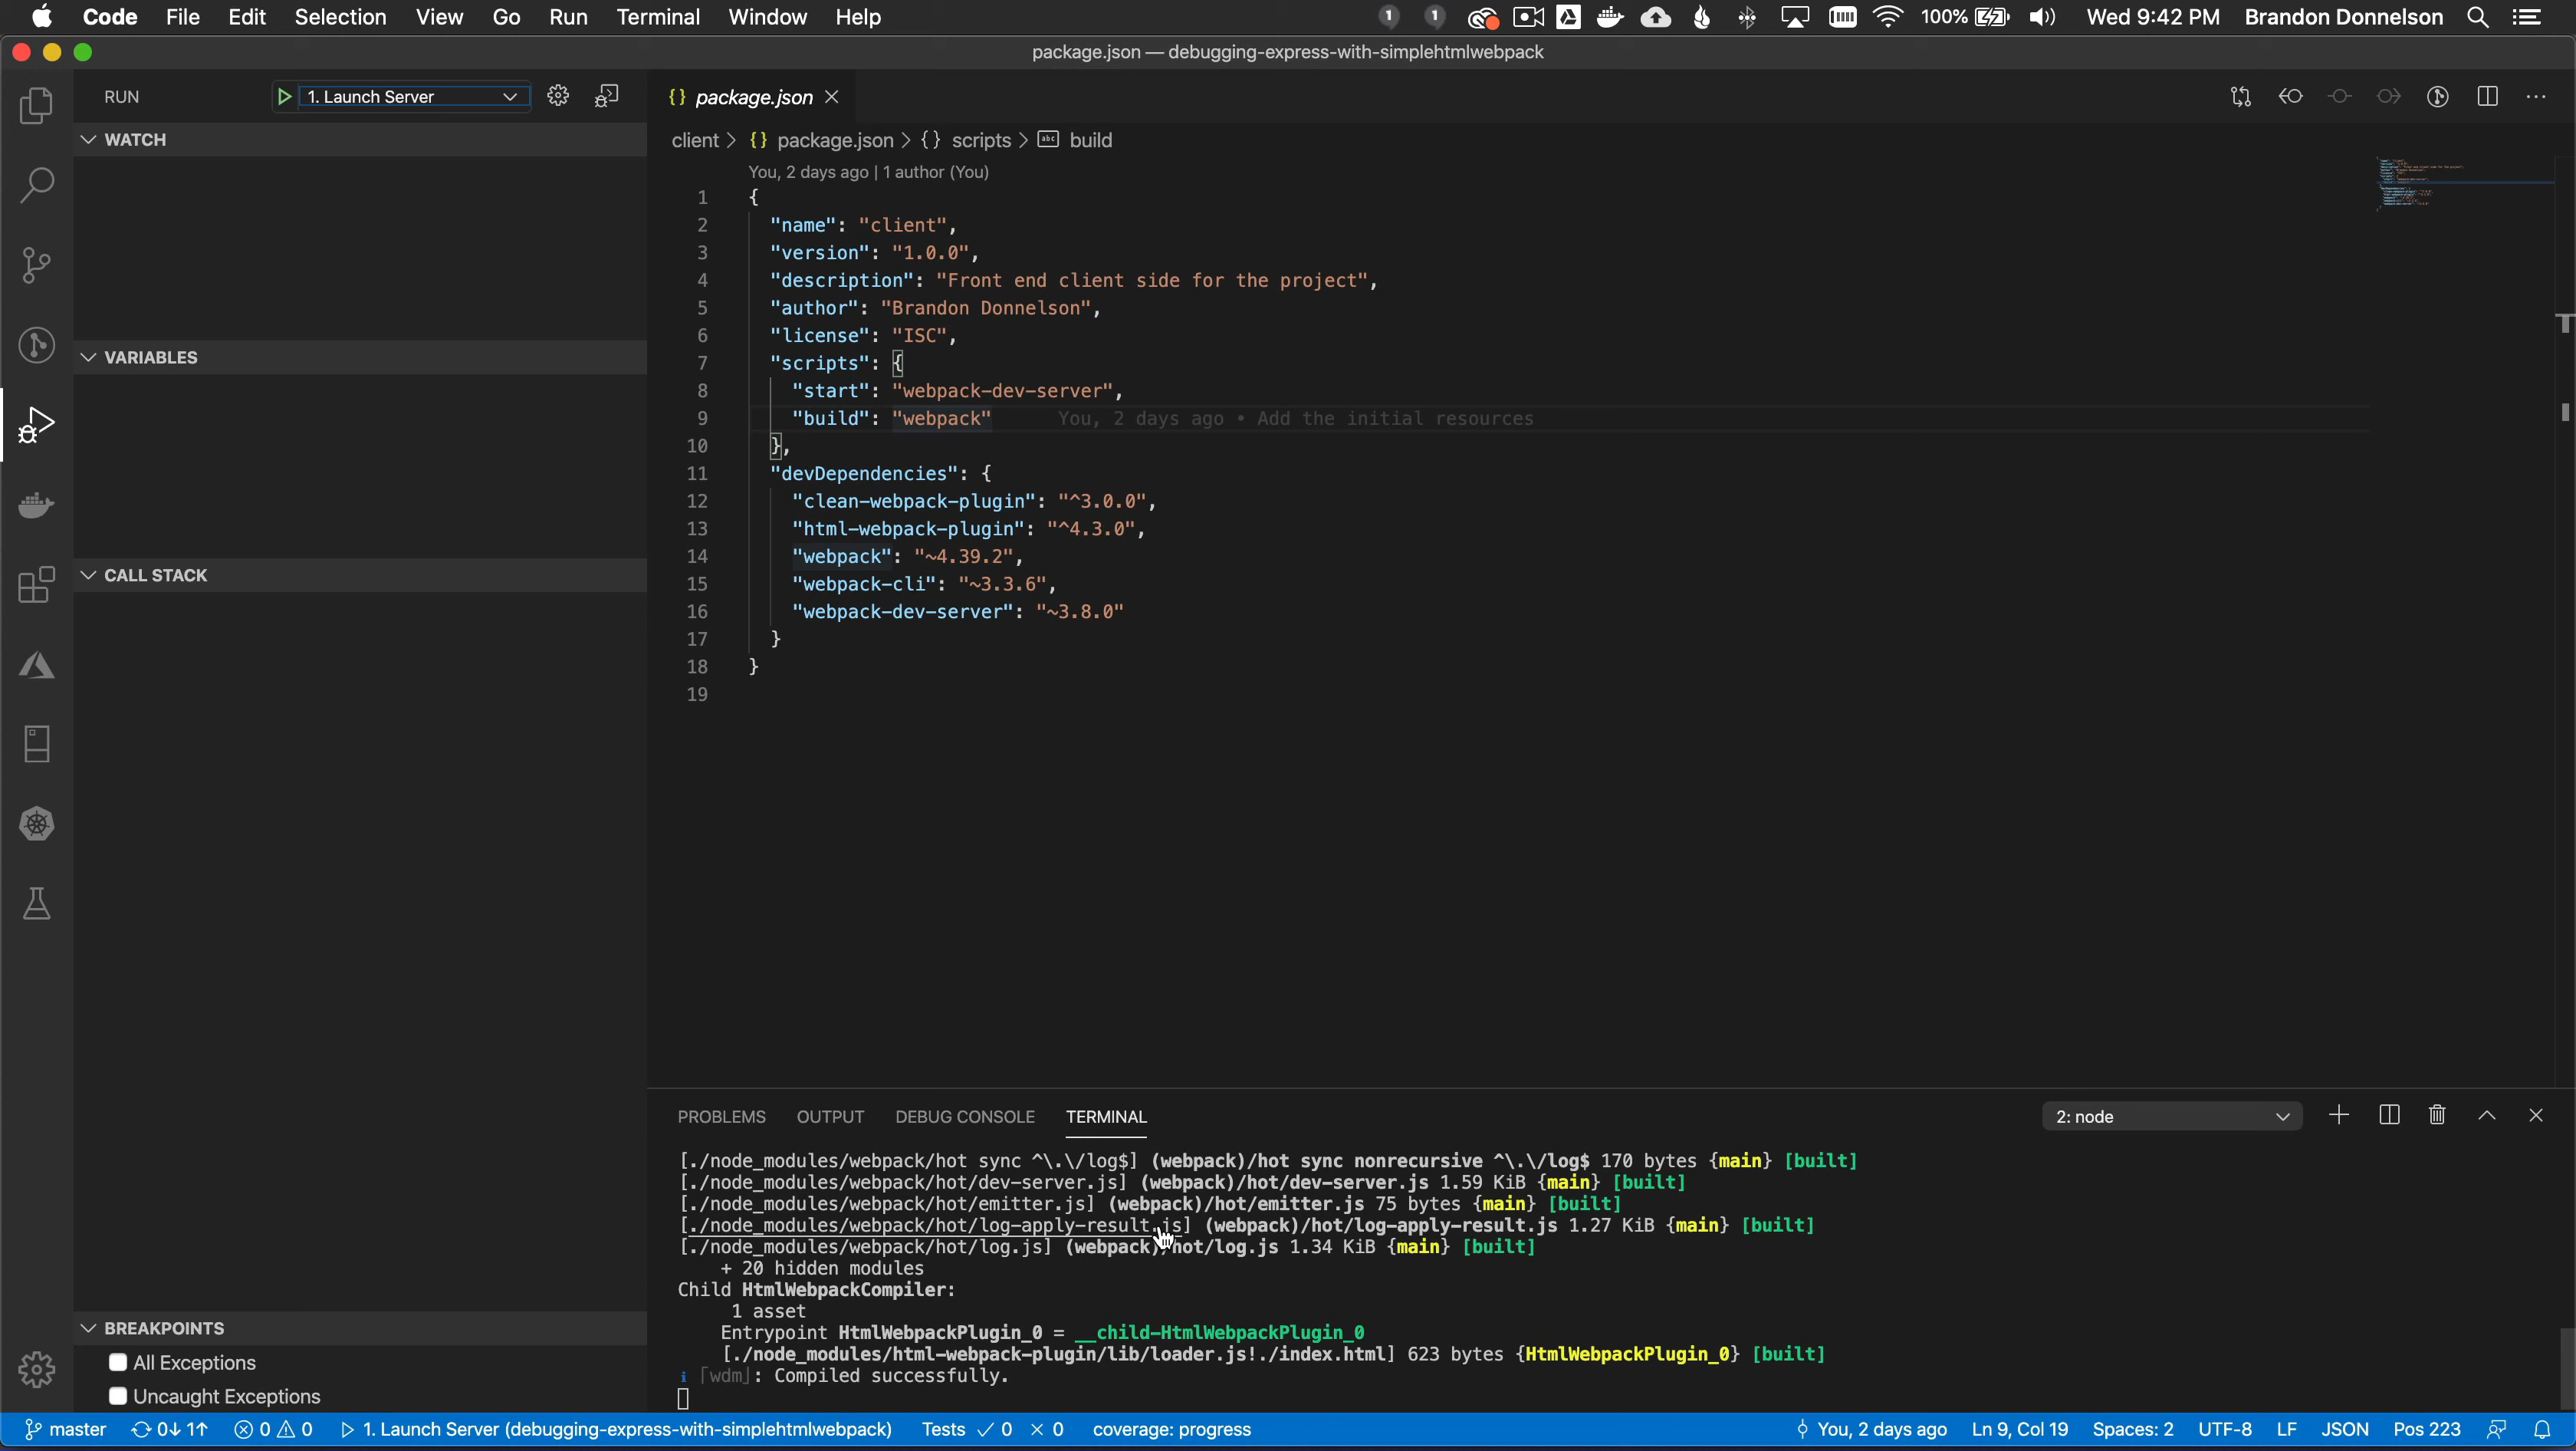 Code File Edit Selection View Go Run Terminal Window Help 1 1 100% Wed 9:42 PM Brandon Donnelson
package.json — debugging-express-with-simplehtmlwebpack
RUN 1. Launch Server
{} package.json
WATCH
client > {} package.json > {} scripts > abc build
You, 2 days ago | 1 author (You)
1 {
2 "name": "client",
3 "version": "1.0.0",
4 "description": "Front end client side for the project",
5 "author": "Brandon Donnelson",
6 "license": "ISC",
VARIABLES
7 "scripts": {
8 "start": "webpack-dev-server",
9 "build": "webpack" You, 2 days ago • Add the initial resources
10 },
11 "devDependencies": {
12 "clean-webpack-plugin": "^3.0.0",
13 "html-webpack-plugin": "^4.3.0",
14 "webpack": "~4.39.2",
CALL STACK
15 "webpack-cli": "~3.3.6",
16 "webpack-dev-server": "~3.8.0"
17 }
18 }
19
PROBLEMS OUTPUT DEBUG CONSOLE TERMINAL 2: node
[./node_modules/webpack/hot sync ^\.\/log$] (webpack)/hot sync nonrecursive ^\.\/log$ 170 bytes {main} [built]
[./node_modules/webpack/hot/dev-server.js] (webpack)/hot/dev-server.js 1.59 KiB {main} [built]
[./node_modules/webpack/hot/emitter.js] (webpack)/hot/emitter.js 75 bytes {main} [built]
[./node_modules/webpack/hot/log-apply-result.js] (webpack)/hot/log-apply-result.js 1.27 KiB {main} [built]
[./node_modules/webpack/hot/log.js] (webpack)/hot/log.js 1.34 KiB {main} [built]
+ 20 hidden modules
Child HtmlWebpackCompiler:
1 asset
Entrypoint HtmlWebpackPlugin_0 = __child-HtmlWebpackPlugin_0
[./node_modules/html-webpack-plugin/lib/loader.js!./index.html] 623 bytes {HtmlWebpackPlugin_0} [built]
i ｢wdm｣: Compiled successfully.
BREAKPOINTS
All Exceptions
Uncaught Exceptions
master 0↓ 1↑ 0 0 1. Launch Server (debugging-express-with-simplehtmlwebpack) Tests ✓ 0 × 0 coverage: progress You, 2 days ago Ln 9, Col 19 Spaces: 2 UTF-8 LF JSON Pos 223